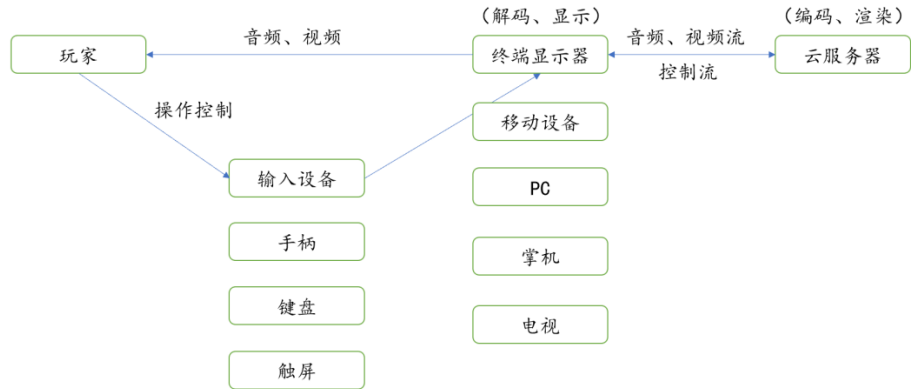 （解码、显示）
（编码、渲染）
玩家
音频、视频
终端显示器
音频、视频流
控制流
云服务器
操作控制
移动设备
输入设备
PC
手柄
掌机
键盘
电视
触屏